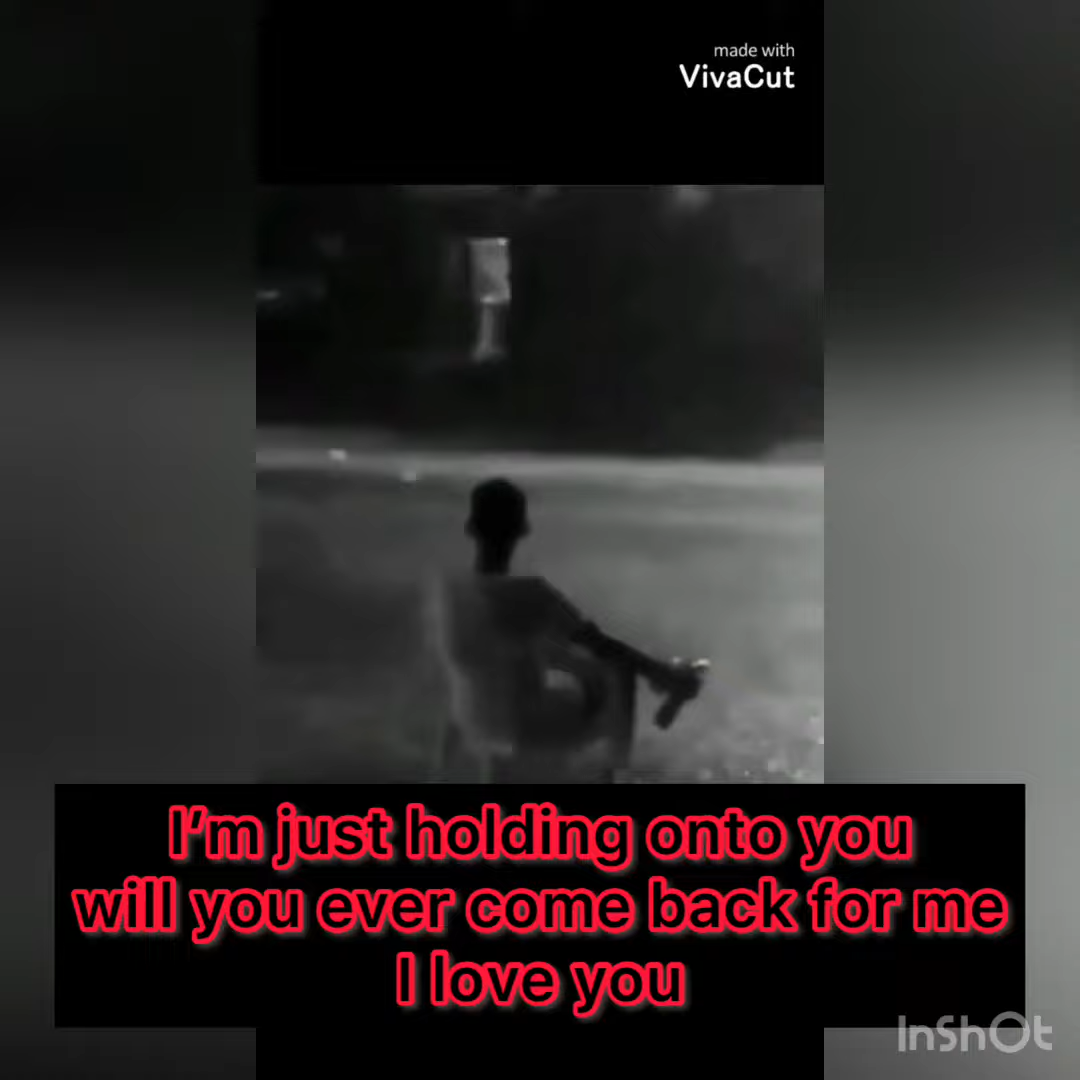 made with
VivaCut
I'm just holding onto you
will you ever come back for me
I love you
InShOt